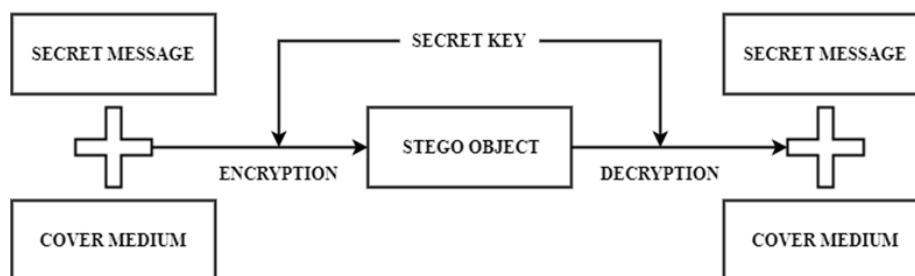 SECRET MESSAGE
SECRET KEY
SECRET MESSAGE
STEGO OBJECT
ENCRYPTION
DECRYPTION
COVER MEDIUM
COVER MEDIUM